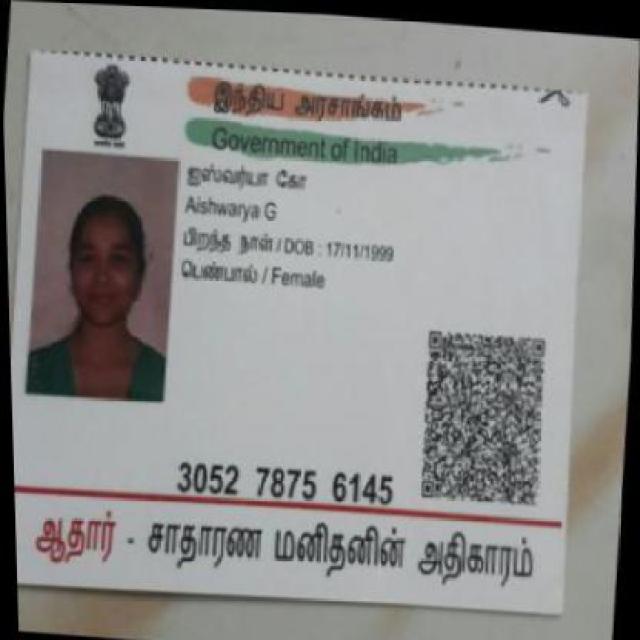 இந்திய அரசாங்கம்
Government of India
ஐஸ்வர்யா கோ
Aishwarya G
பிறந்த நாள் / DOB : 17/11/1999
பெண்பால் / Female
3052 7875 6145
ஆதார் - சாதாரண மனிதனின் அதிகாரம்